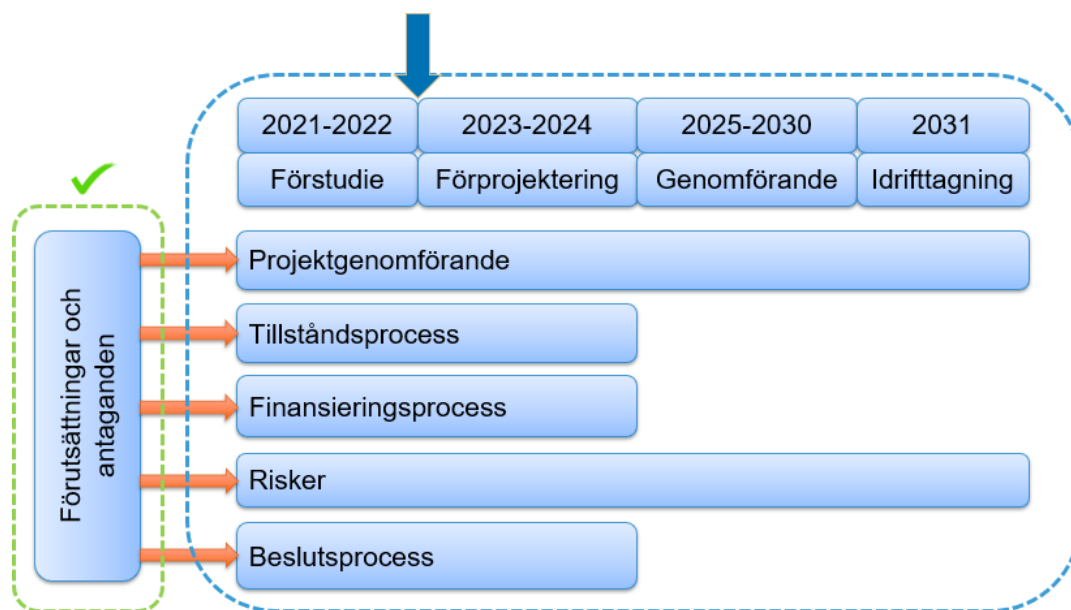 2021-2022
2023-2024
2025-2030
2031
Förstudie
Förprojektering
Genomförande
Idrifttagning
Förutsättningar och
antaganden
Projektgenomförande
Tillståndsprocess
Finansieringsprocess
Risker
Beslutsprocess